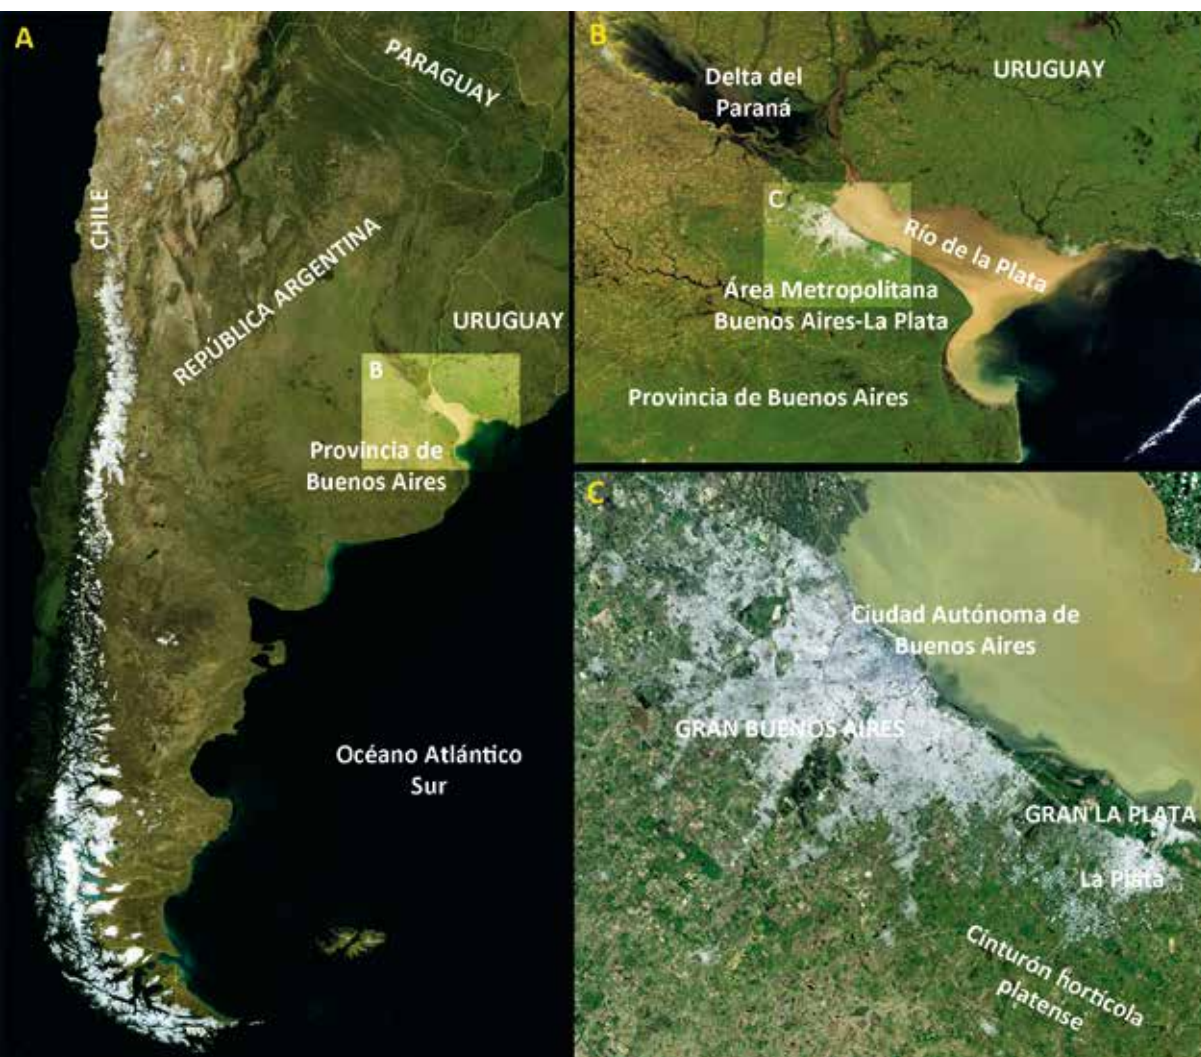 A
PARAGUAY
CHILE
REPÚBLICA ARGENTINA
URUGUAY
B
Provincia de
Buenos Aires
Océano Atlántico
Sur
B
Delta del
Paraná
URUGUAY
C
Río de la Plata
Área Metropolitana
Buenos Aires-La Plata
Provincia de Buenos Aires
C
Ciudad Autónoma de
Buenos Aires
GRAN BUENOS AIRES
GRAN LA PLATA
La Plata
Cinturón hortícola
platense